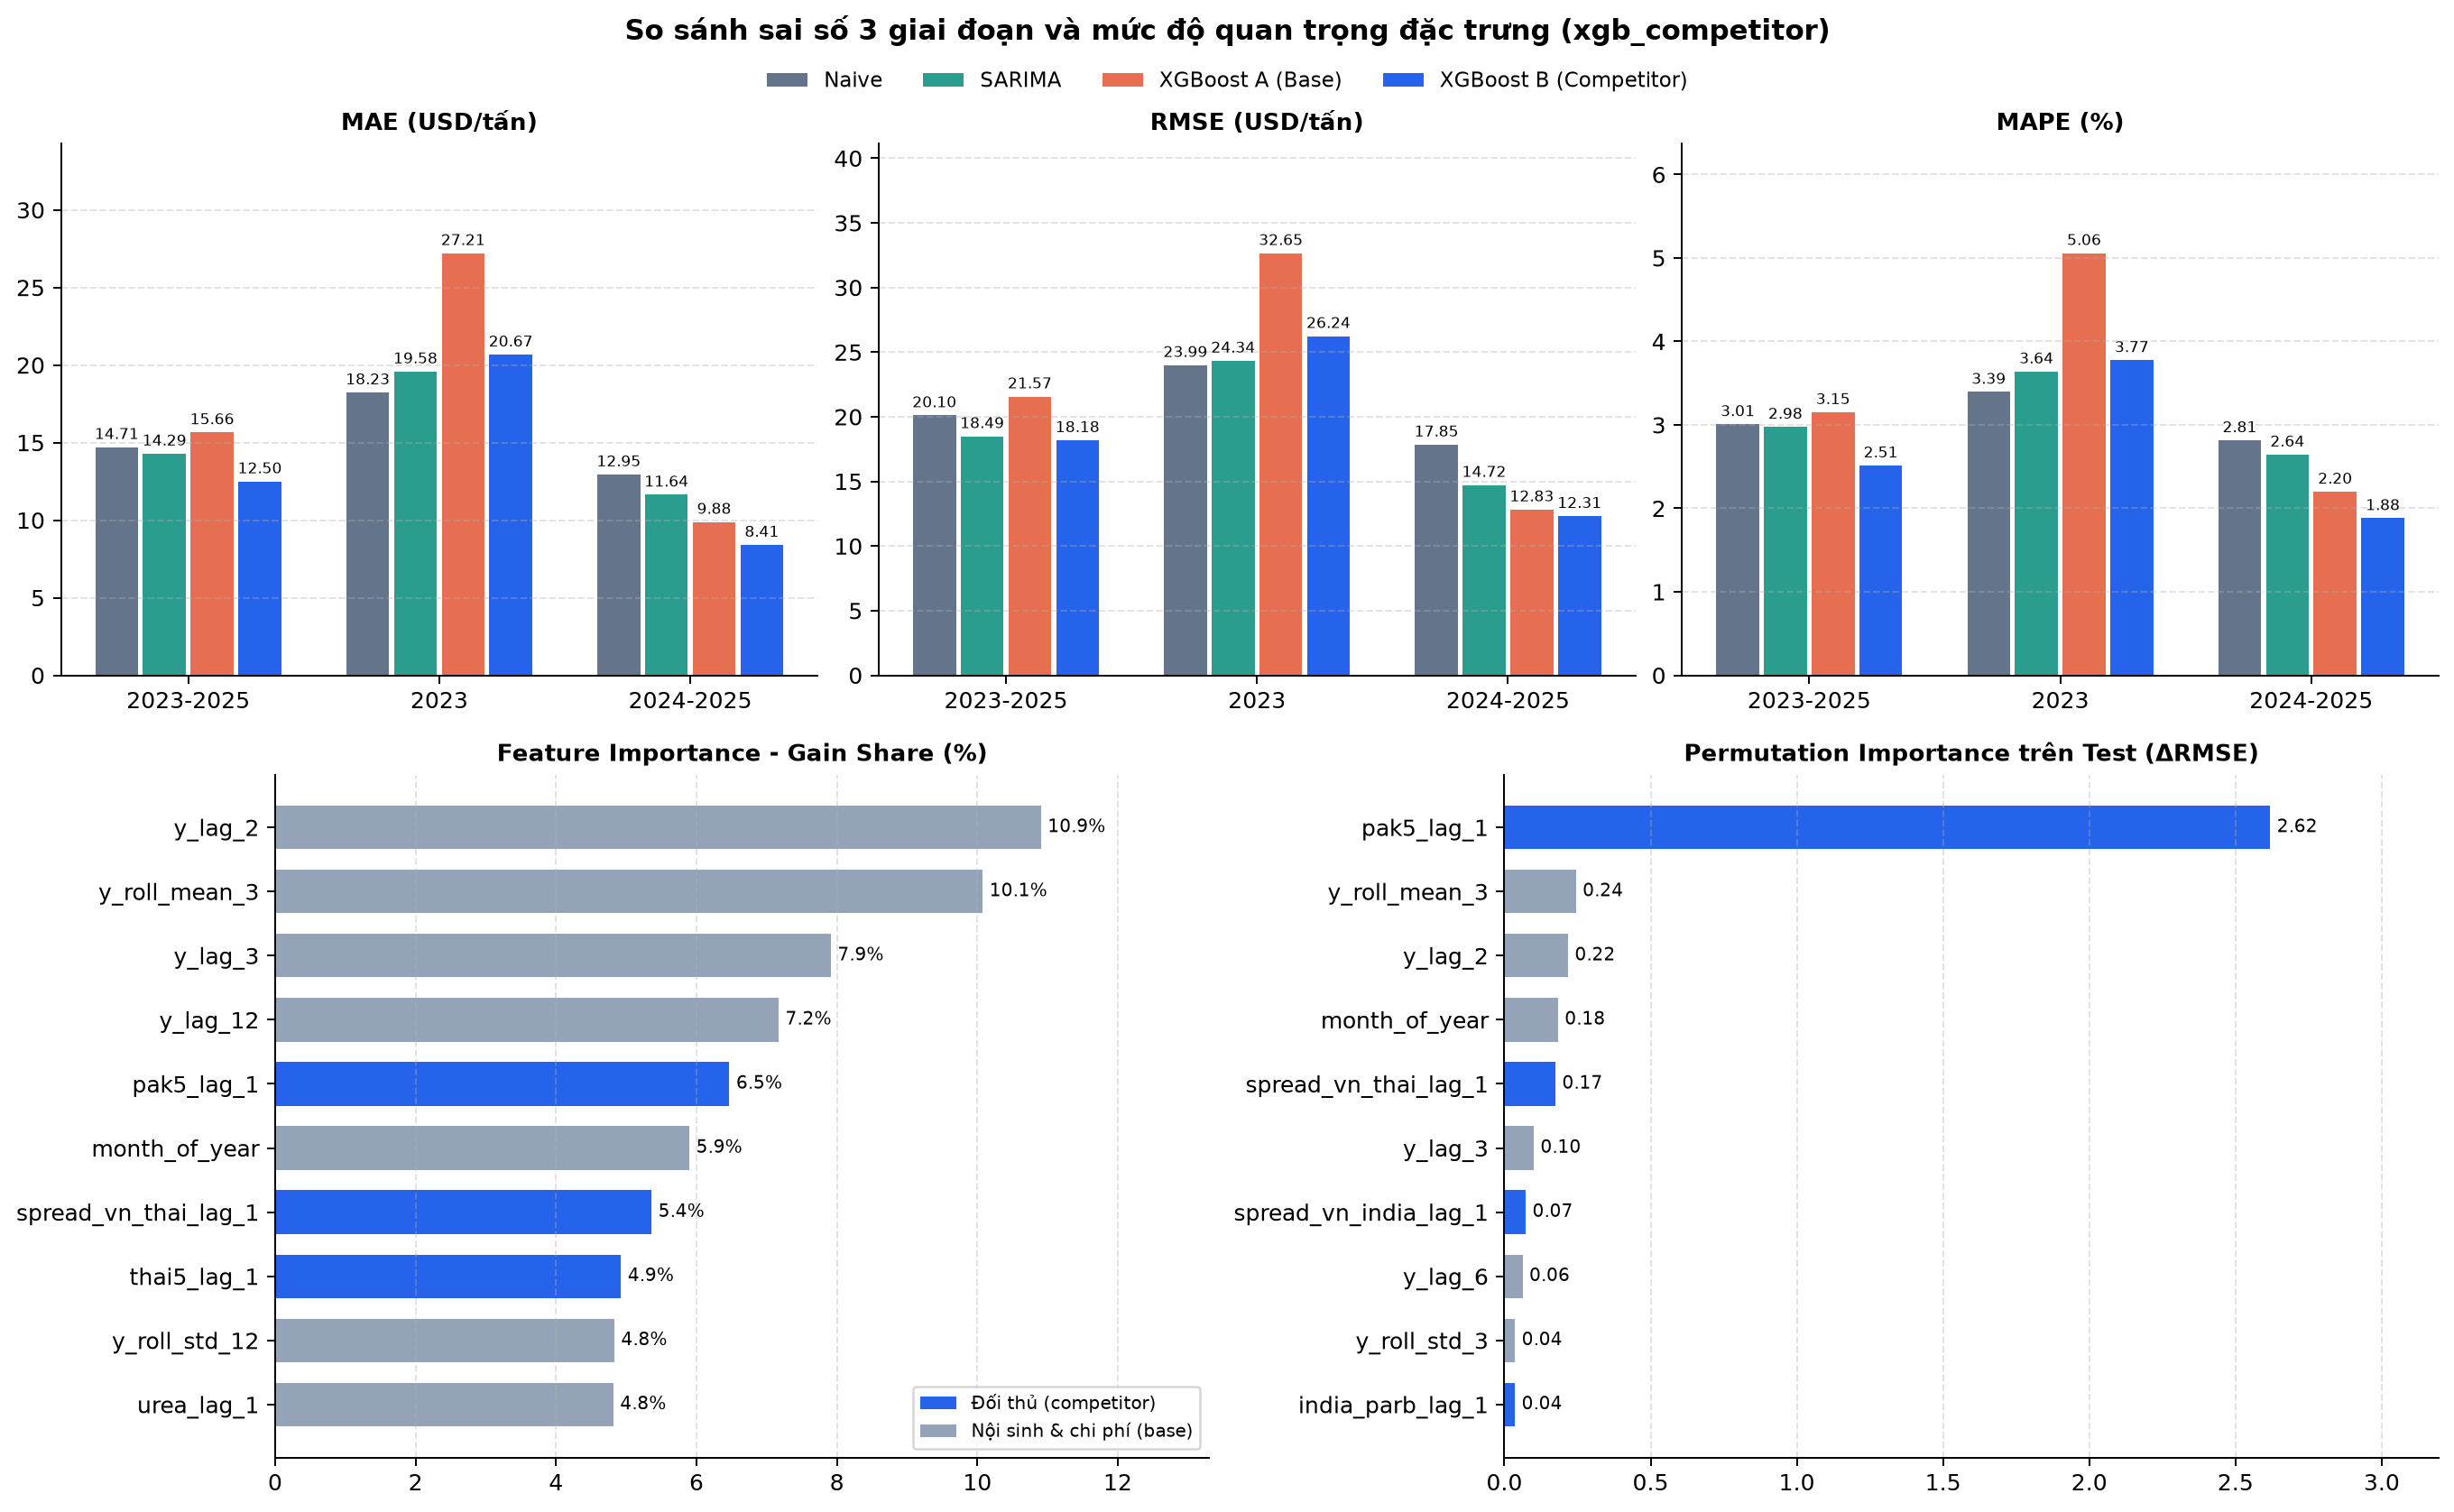 So sánh sai số 3 giai đoạn và mức độ quan trọng đặc trưng (xgb_competitor)
Naive SARIMA XGBoost A (Base) XGBoost B (Competitor)
MAE (USD/tấn)
30
25
20
15
10
5
0
14.71 14.29 15.66 12.50
18.23 19.58 27.21 20.67
12.95 11.64 9.88 8.41
2023-2025 2023 2024-2025
RMSE (USD/tấn)
40
35
30
25
20
15
10
5
0
20.10 18.49 21.57 18.18
23.99 24.34 32.65 26.24
17.85 14.72 12.83 12.31
2023-2025 2023 2024-2025
MAPE (%)
6
5
4
3
2
1
0
3.01 2.98 3.15 2.51
3.39 3.64 5.06 3.77
2.81 2.64 2.20 1.88
2023-2025 2023 2024-2025
Feature Importance - Gain Share (%)
y_lag_2 10.9%
y_roll_mean_3 10.1%
y_lag_3 7.9%
y_lag_12 7.2%
pak5_lag_1 6.5%
month_of_year 5.9%
spread_vn_thai_lag_1 5.4%
thai5_lag_1 4.9%
y_roll_std_12 4.8%
urea_lag_1 4.8%
Đối thủ (competitor)
Nội sinh & chi phí (base)
0 2 4 6 8 10 12
Permutation Importance trên Test (ΔRMSE)
pak5_lag_1 2.62
y_roll_mean_3 0.24
y_lag_2 0.22
month_of_year 0.18
spread_vn_thai_lag_1 0.17
y_lag_3 0.10
spread_vn_india_lag_1 0.07
y_lag_6 0.06
y_roll_std_3 0.04
india_parb_lag_1 0.04
0.0 0.5 1.0 1.5 2.0 2.5 3.0